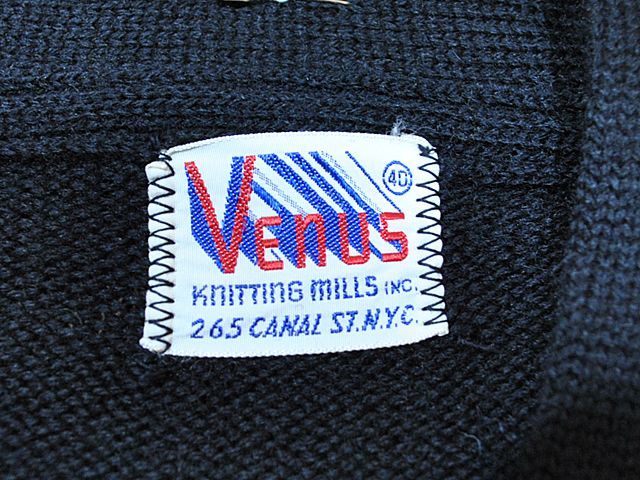 VENUS 40
KNITTING MILLS INC.
265 CANAL ST. N.Y.C.